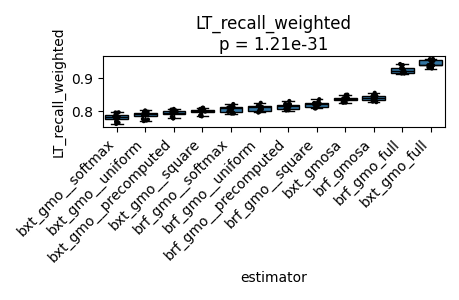 LT_recall_weighted
p = 1.21e-31
LT_recall_weighted
0.9
0.8
bxt_gmo__softmax
bxt_gmo__uniform
bxt_gmo__precomputed
bxt_gmo__square
brf_gmo__softmax
brf_gmo__uniform
brf_gmo__precomputed
brf_gmo__square
bxt_gmosa
brf_gmosa
brf_gmo_full
bxt_gmo_full
estimator